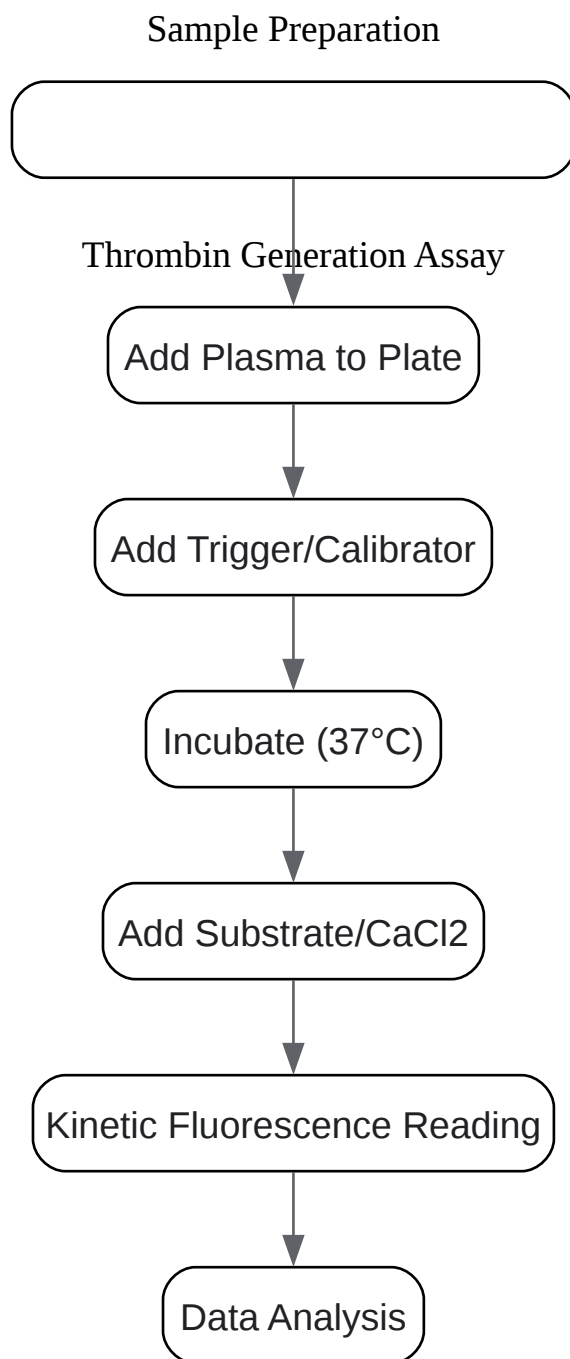 Sample Preparation
Thrombin Generation Assay
Add Plasma to Plate
Add Trigger/Calibrator
Incubate (37°C)
Add Substrate/CaCl2
Kinetic Fluorescence Reading
Data Analysis